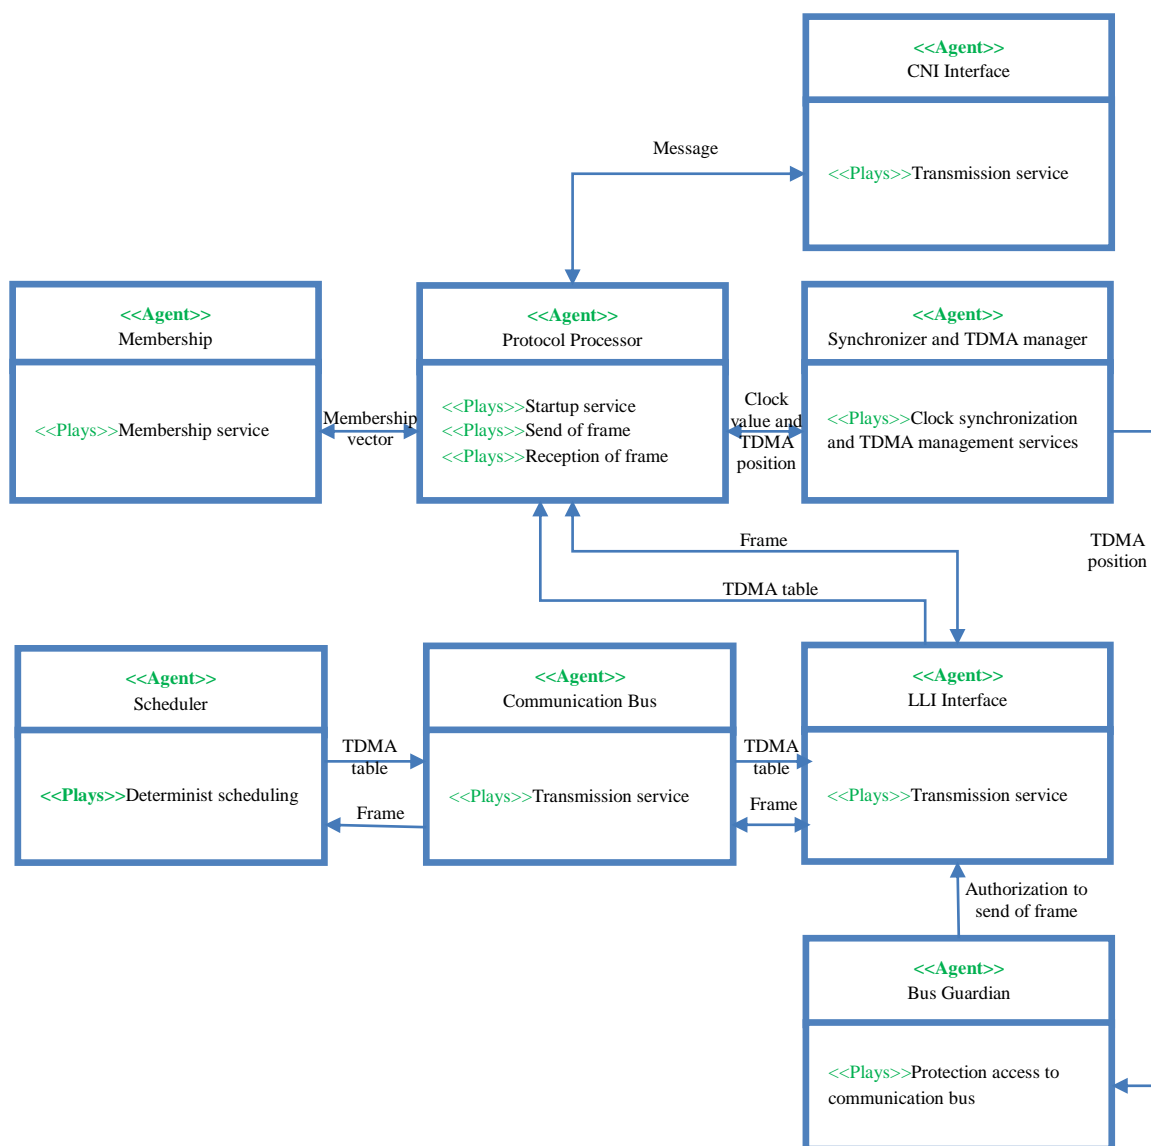 <<Agent>>
CNI Interface
<<Plays>>Transmission service
Message
<<Agent>>
Membership
<<Plays>>Membership service
Membership
vector
<<Agent>>
Protocol Processor
<<Plays>>Startup service
<<Plays>>Send of frame
<<Plays>>Reception of frame
Clock
value and
TDMA
position
<<Agent>>
Synchronizer and TDMA manager
<<Plays>>Clock synchronization
and TDMA management services
TDMA
position
Frame
TDMA table
<<Agent>>
Scheduler
<<Plays>>Determinist scheduling
TDMA
table
Frame
<<Agent>>
Communication Bus
<<Plays>>Transmission service
TDMA
table
Frame
<<Agent>>
LLI Interface
<<Plays>>Transmission service
Authorization to
send of frame
<<Agent>>
Bus Guardian
<<Plays>>Protection access to
communication bus